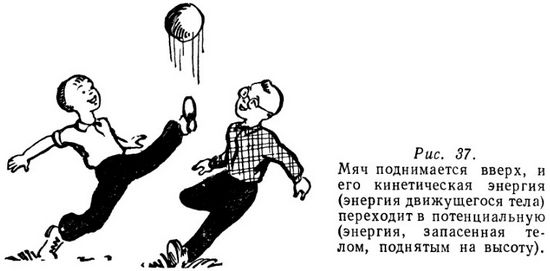 Рис. 37.
Мяч поднимается вверх, и
его кинетическая энергия
(энергия движущегося тела)
переходит в потенциальную
(энергия, запасенная те-
лом, поднятым на высоту).